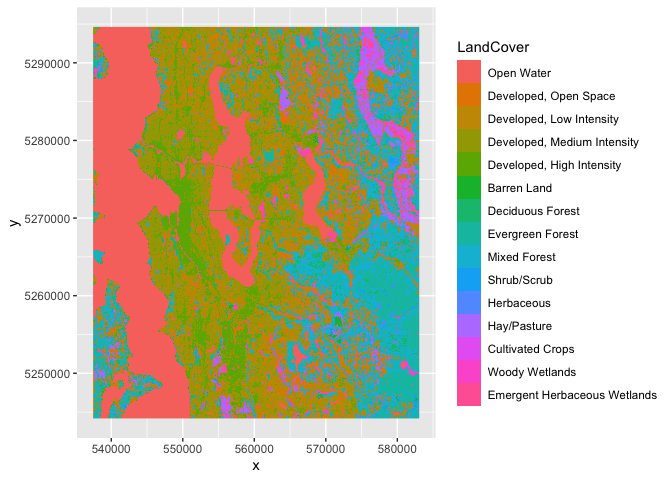 LandCover
Open Water
Developed, Open Space
Developed, Low Intensity
Developed, Medium Intensity
Developed, High Intensity
Barren Land
Deciduous Forest
Evergreen Forest
Mixed Forest
Shrub/Scrub
Herbaceous
Hay/Pasture
Cultivated Crops
Woody Wetlands
Emergent Herbaceous Wetlands
5290000
5280000
5270000
5260000
5250000
y
540000 550000 560000 570000 580000
x